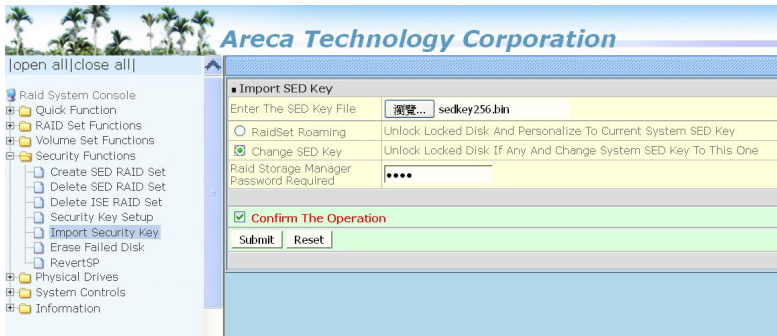 Areca Technology Corporation
|open all|close all|
Raid System Console
Quick Function
RAID Set Functions
Volume Set Functions
Security Functions
Create SED RAID Set
Delete SED RAID Set
Delete ISE RAID Set
Security Key Setup
Import Security Key
Erase Failed Disk
RevertSP
Physical Drives
System Controls
Information
Import SED Key
Enter The SED Key File 瀏覽... sedkey256.bin
RaidSet Roaming Unlock Locked Disk And Personalize To Current System SED Key
Change SED Key Unlock Locked Disk If Any And Change System SED Key To This One
Raid Storage Manager
Password Required ••••
Confirm The Operation
Submit Reset